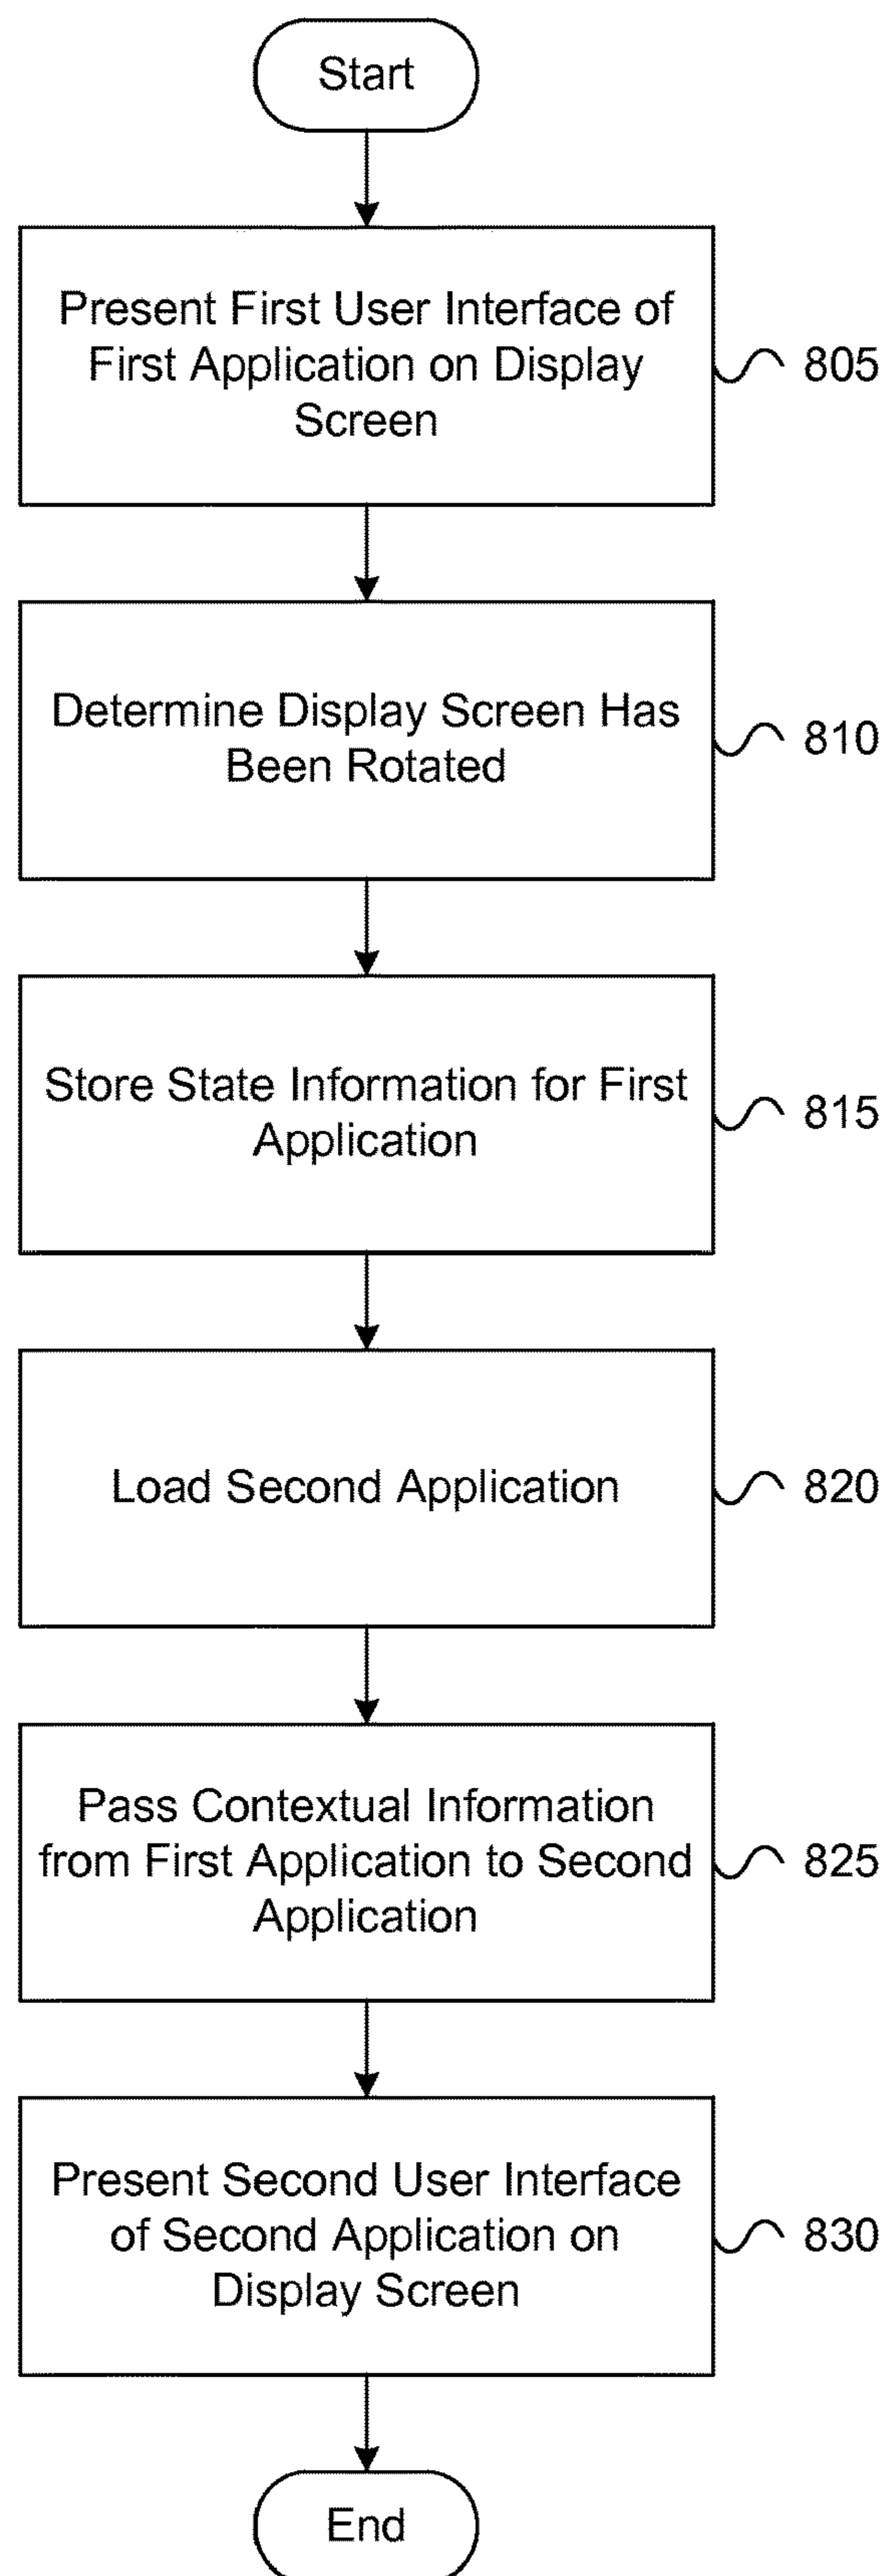 Start
Present First User Interface of
First Application on Display
Screen
805
Determine Display Screen Has
Been Rotated
810
Store State Information for First
Application
815
Load Second Application
820
Pass Contextual Information
from First Application to Second
Application
825
Present Second User Interface
of Second Application on
Display Screen
830
End